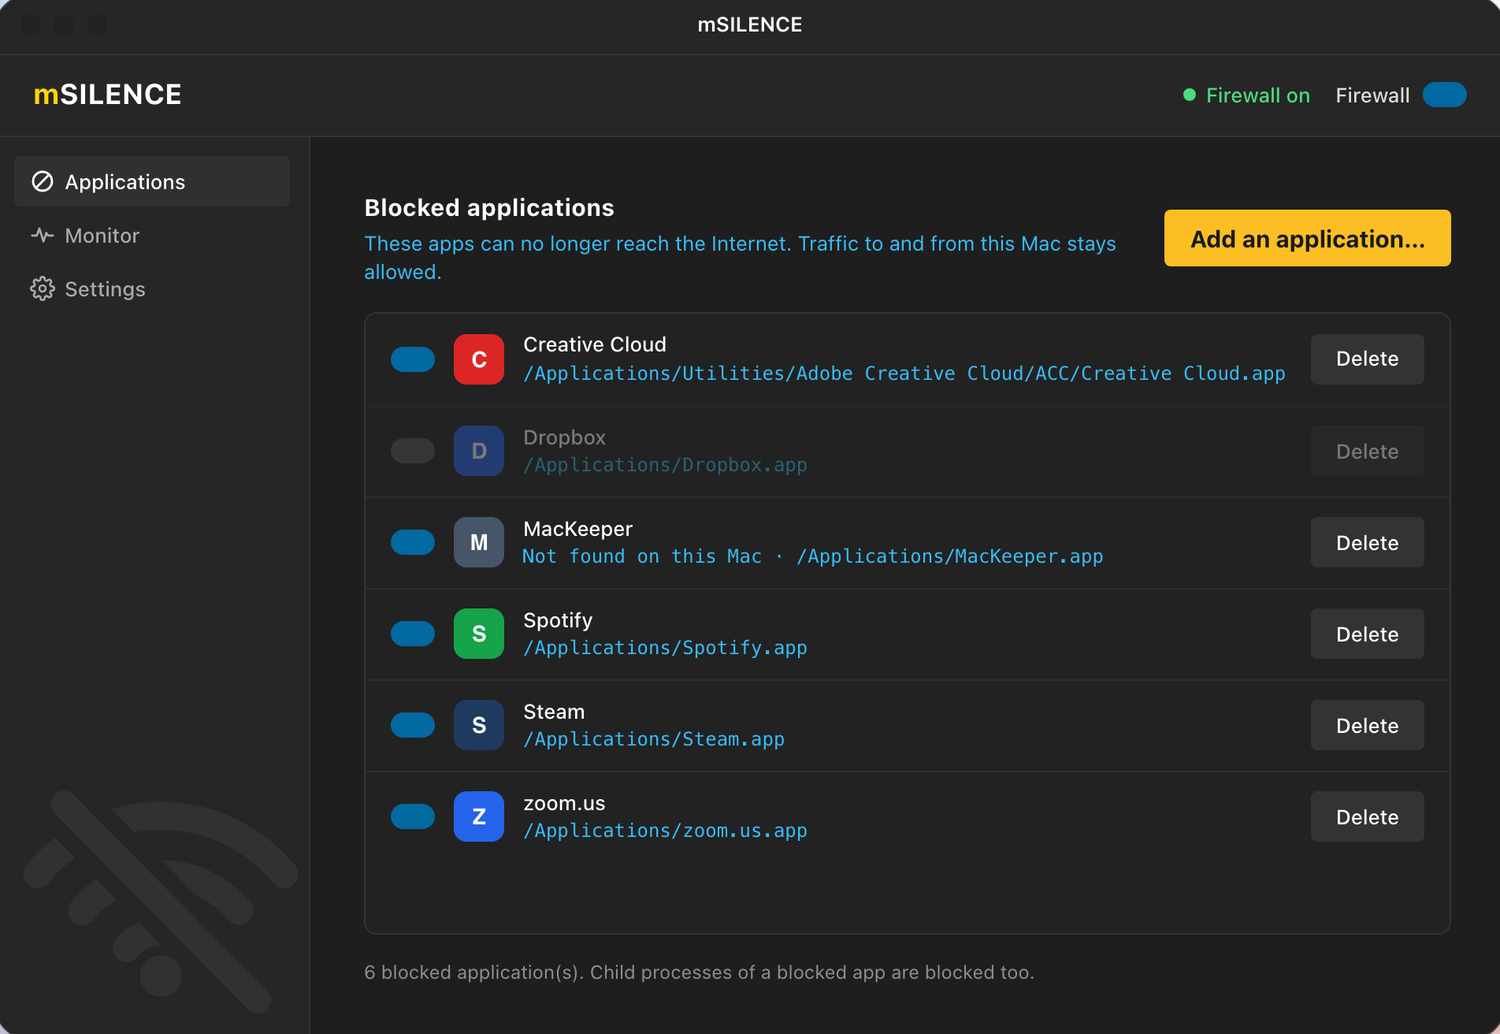 mSILENCE
mSILENCE
Firewall on
Firewall
Applications
Monitor
Settings
Blocked applications
These apps can no longer reach the Internet. Traffic to and from this Mac stays
allowed.
Add an application...
C
Creative Cloud
/Applications/Utilities/Adobe Creative Cloud/ACC/Creative Cloud.app
Delete
D
Dropbox
/Applications/Dropbox.app
Delete
M
MacKeeper
Not found on this Mac · /Applications/MacKeeper.app
Delete
S
Spotify
/Applications/Spotify.app
Delete
S
Steam
/Applications/Steam.app
Delete
Z
zoom.us
/Applications/zoom.us.app
Delete
6 blocked application(s). Child processes of a blocked app are blocked too.